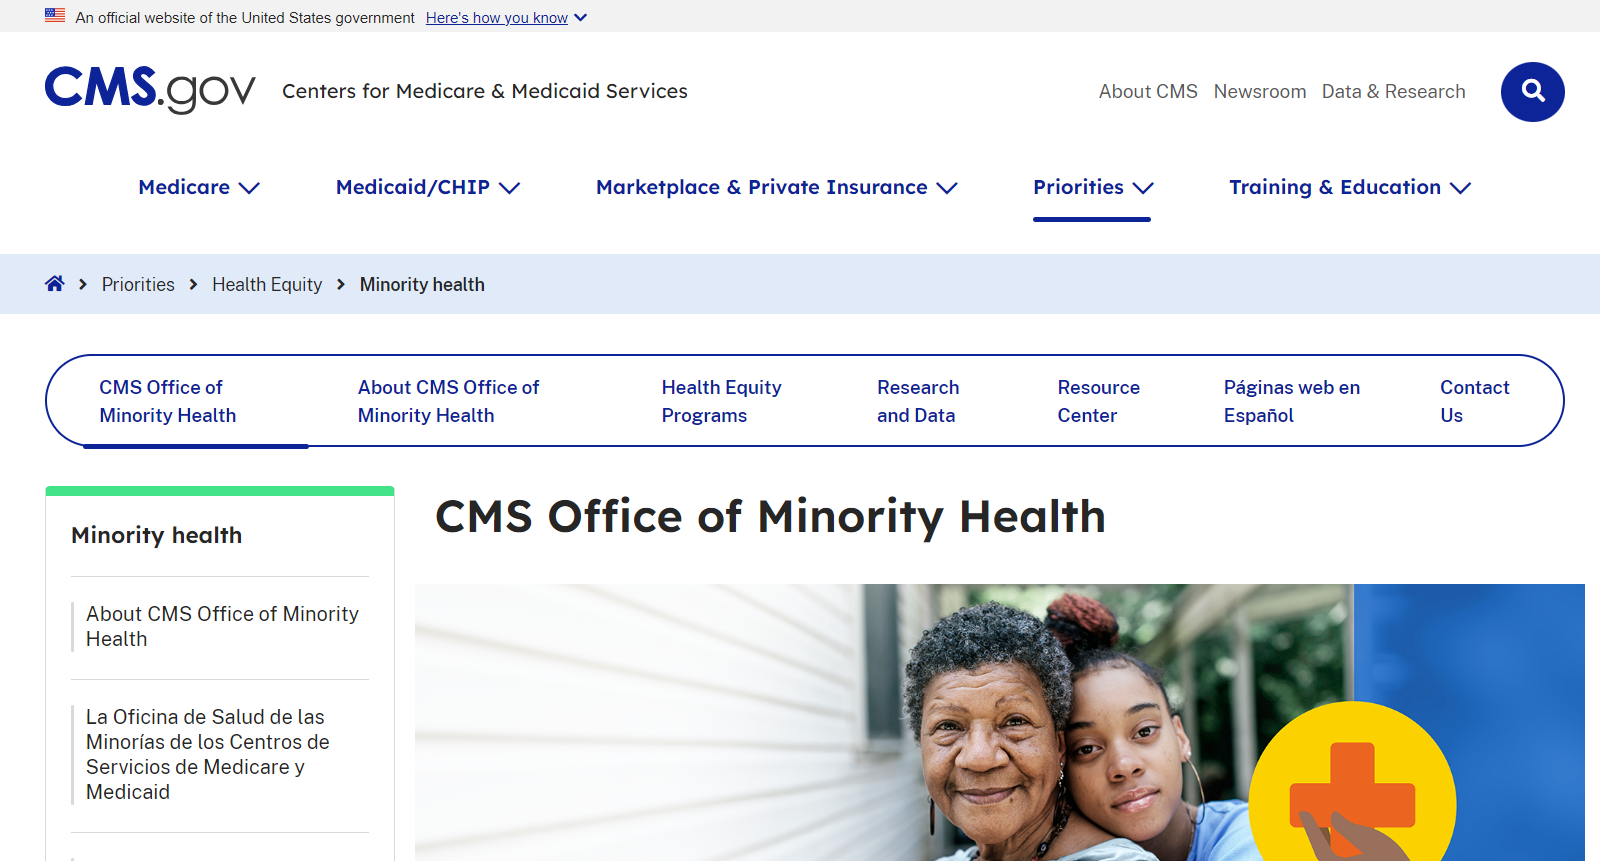 An official website of the United States government Here's how you know
CMS.gov Centers for Medicare & Medicaid Services
About CMS Newsroom Data & Research
Medicare Medicaid/CHIP Marketplace & Private Insurance Priorities Training & Education
Priorities Health Equity Minority health
CMS Office of
Minority Health
About CMS Office of
Minority Health
Health Equity
Programs
Research
and Data
Resource
Center
Páginas web en
Español
Contact
Us
Minority health
About CMS Office of Minority
Health
La Oficina de Salud de las
Minorías de los Centros de
Servicios de Medicare y
Medicaid
CMS Office of Minority Health